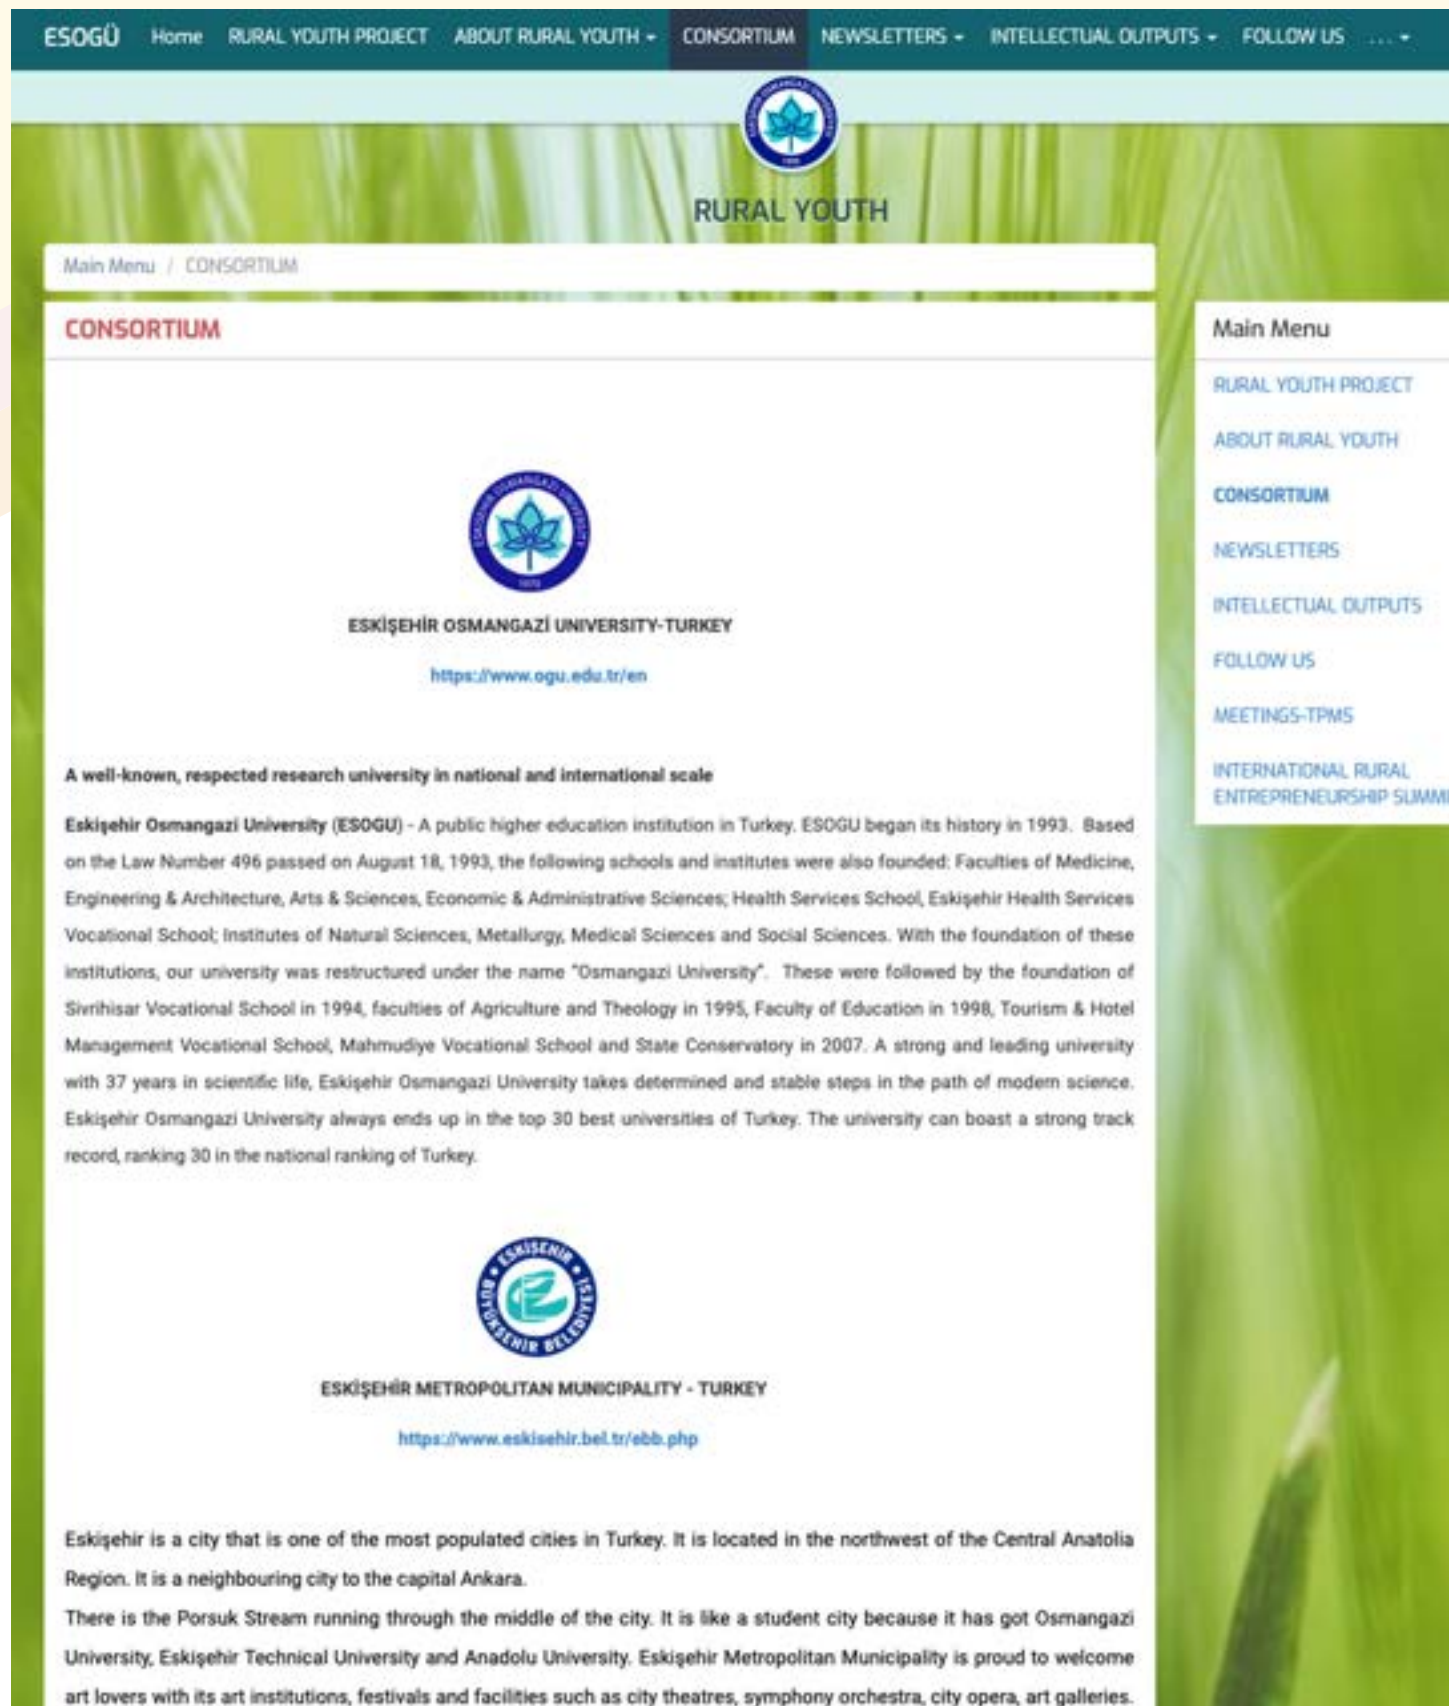 ESOGÜ Home RURAL YOUTH PROJECT ABOUT RURAL YOUTH CONSORTIUM NEWSLETTERS INTELLECTUAL OUTPUTS FOLLOW US ...
RURAL YOUTH
Main Menu / CONSORTIUM
CONSORTIUM
ESKISEHIR OSMANGAZI UNIVERSITY
1970
ESKİŞEHİR OSMANGAZİ UNIVERSITY-TURKEY
https://www.ogu.edu.tr/en
A well-known, respected research university in national and international scale
Eskişehir Osmangazi University (ESOGU) - A public higher education institution in Turkey. ESOGU began its history in 1993. Based
on the Law Number 496 passed on August 18, 1993, the following schools and institutes were also founded: Faculties of Medicine,
Engineering & Architecture, Arts & Sciences, Economic & Administrative Sciences; Health Services School, Eskişehir Health Services
Vocational School; Institutes of Natural Sciences, Metallurgy, Medical Sciences and Social Sciences. With the foundation of these
institutions, our university was restructured under the name "Osmangazi University". These were followed by the foundation of
Sivrihisar Vocational School in 1994, faculties of Agriculture and Theology in 1995, Faculty of Education in 1998, Tourism & Hotel
Management Vocational School, Mahmudiye Vocational School and State Conservatory in 2007. A strong and leading university
with 37 years in scientific life, Eskişehir Osmangazi University takes determined and stable steps in the path of modern science.
Eskişehir Osmangazi University always ends up in the top 30 best universities of Turkey. The university can boast a strong track
record, ranking 30 in the national ranking of Turkey.
ESKİŞEHİR
BÜYÜKŞEHİR BELEDİYESİ
ESKİŞEHİR METROPOLITAN MUNICIPALITY - TURKEY
https://www.eskisehir.bel.tr/ebb.php
Eskişehir is a city that is one of the most populated cities in Turkey. It is located in the northwest of the Central Anatolia
Region. It is a neighbouring city to the capital Ankara.
There is the Porsuk Stream running through the middle of the city. It is like a student city because it has got Osmangazi
University, Eskişehir Technical University and Anadolu University. Eskişehir Metropolitan Municipality is proud to welcome
art lovers with its art institutions, festivals and facilities such as city theatres, symphony orchestra, city opera, art galleries.
Main Menu
RURAL YOUTH PROJECT
ABOUT RURAL YOUTH
CONSORTIUM
NEWSLETTERS
INTELLECTUAL OUTPUTS
FOLLOW US
MEETINGS-TPMS
INTERNATIONAL RURAL
ENTREPRENEURSHIP SUMMI